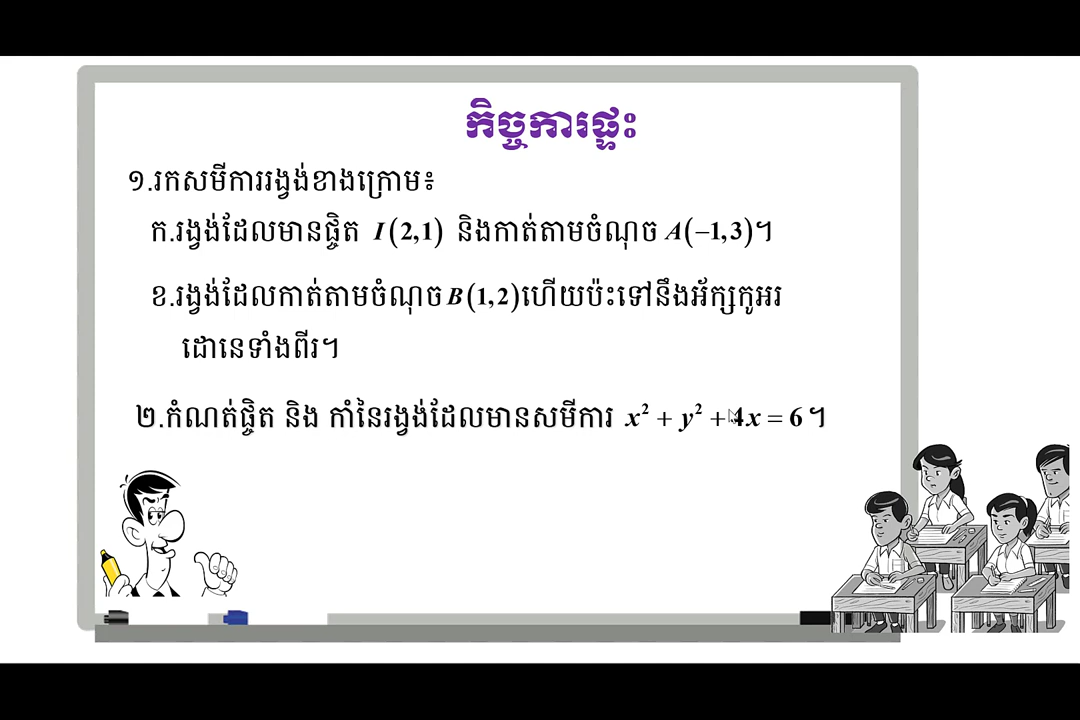 កិច្ចការផ្ទះ
១.រកសមីការរង្វង់ខាងក្រោម៖
ក.រង្វង់ដែលមានផ្ចិត I(2,1) និងកាត់តាមចំណុច A(−1,3)។
ខ.រង្វង់ដែលកាត់តាមចំណុច B(1,2)ហើយប៉ះទៅនឹងអ័ក្សកូអរ
ដោនេទាំងពីរ។
២.កំណត់ផ្ចិត និង កាំនៃរង្វង់ដែលមានសមីការ x² + y² + 4x = 6 ។